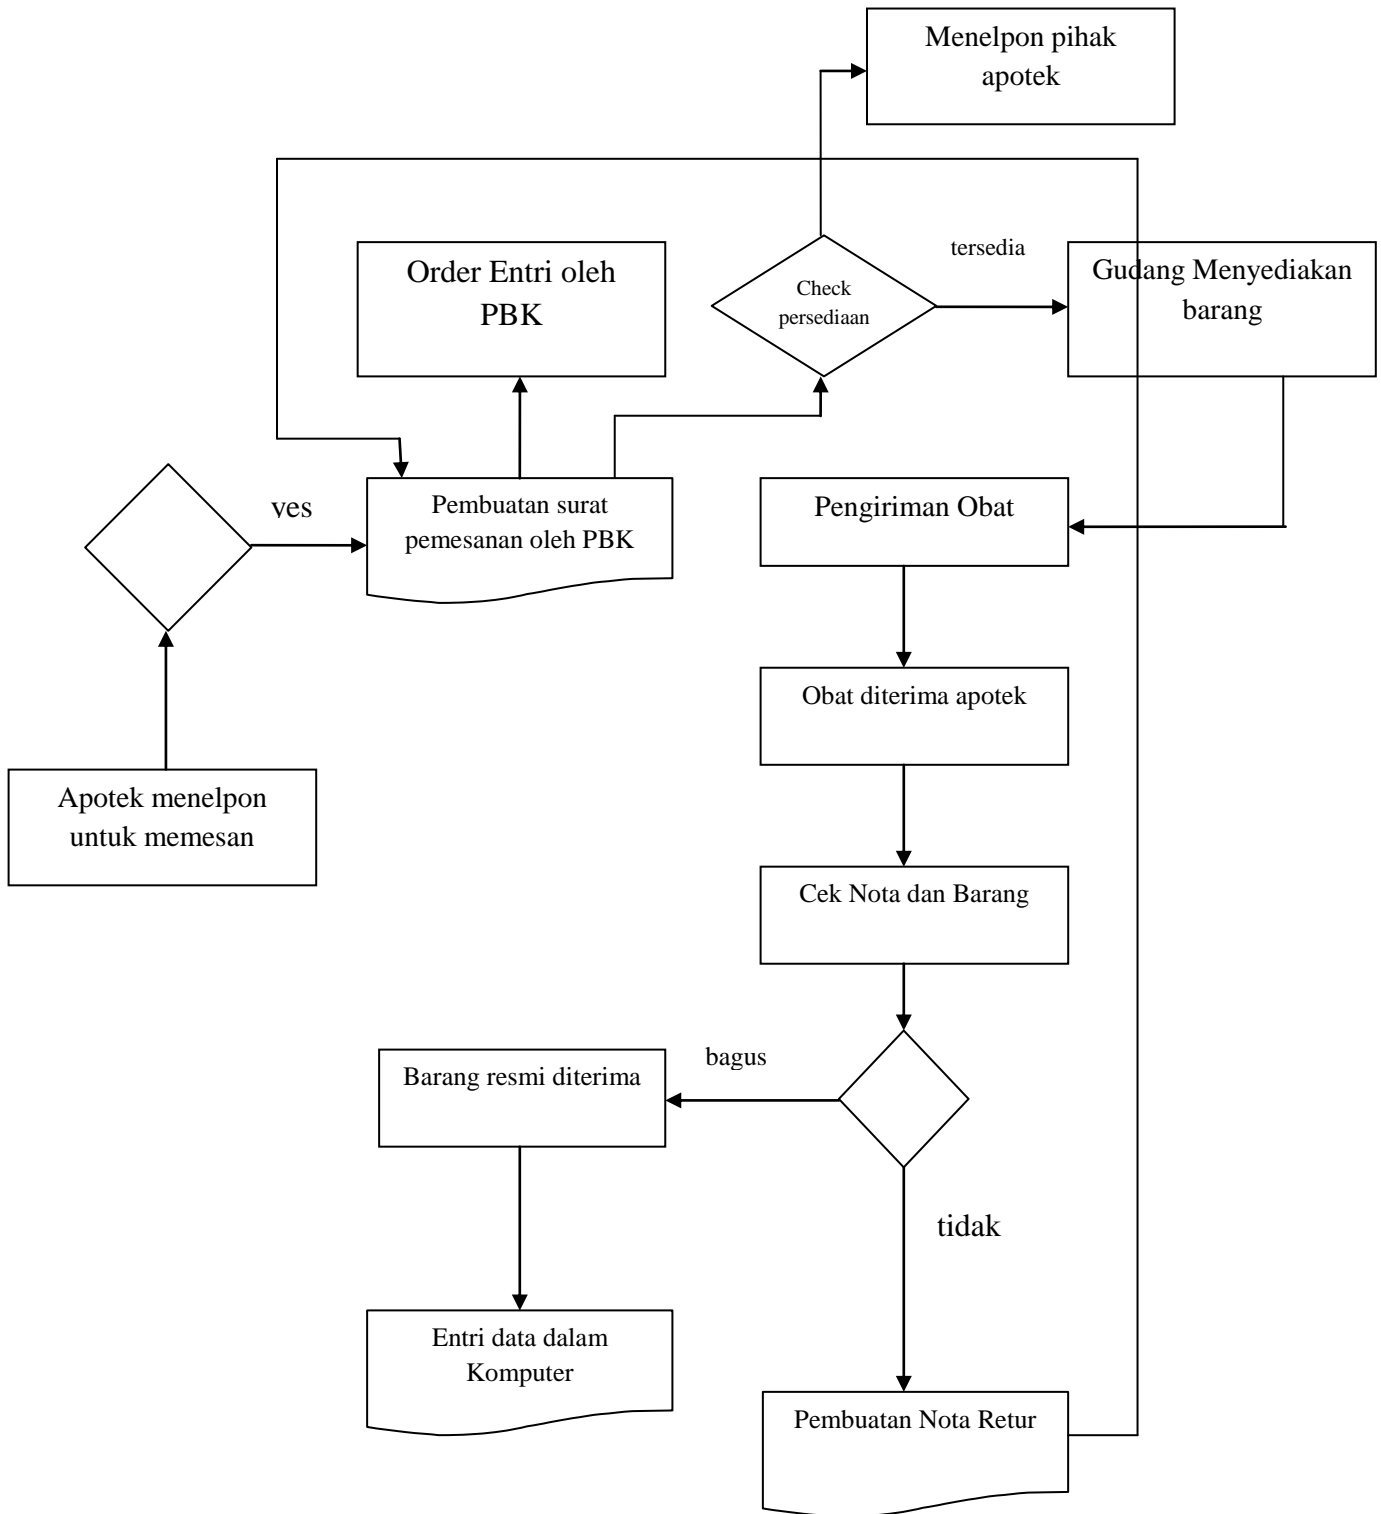 Menelpon pihak
apotek
tersedia
Order Entri oleh
PBK
Check
persediaan
Gudang Menyediakan
barang
ves
Pembuatan surat
pemesanan oleh PBK
Pengiriman Obat
Obat diterima apotek
Apotek menelpon
untuk memesan
Cek Nota dan Barang
bagus
Barang resmi diterima
tidak
Entri data dalam
Komputer
Pembuatan Nota Retur